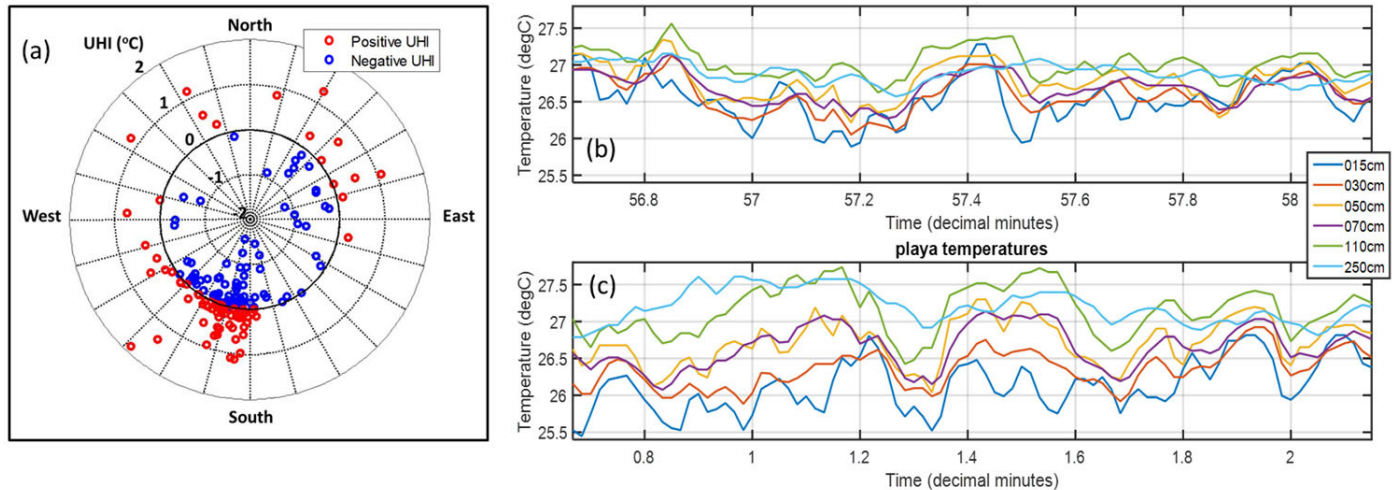 (a)
UHI (ºC)
North
Positive UHI
Negative UHI
2
1
0
-1
-2
West
East
South
27.5
27
26.5
26
25.5
Temperature (degC)
(b)
56.8 57 57.2 57.4 57.6 57.8 58
Time (decimal minutes)
015cm
030cm
050cm
070cm
110cm
250cm
playa temperatures
27.5
27
26.5
26
25.5
Temperature (degC)
(c)
0.8 1 1.2 1.4 1.6 1.8 2
Time (decimal minutes)